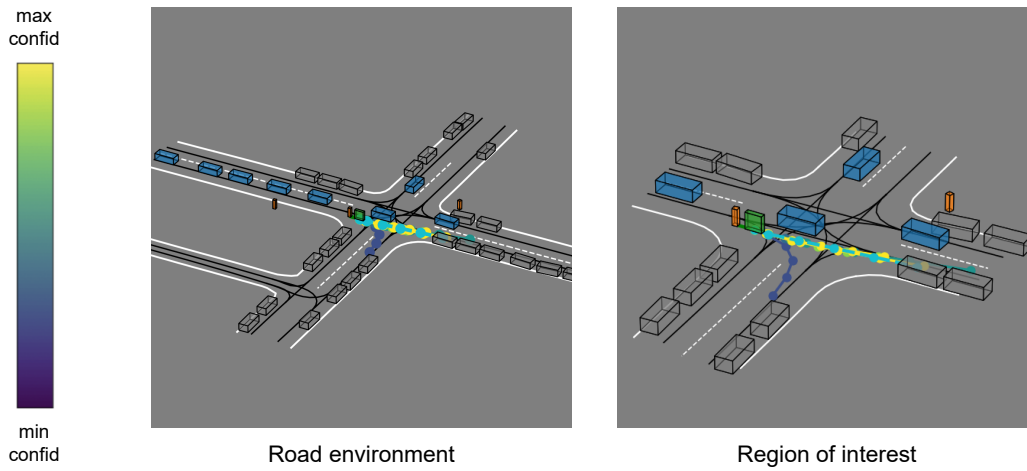 max
confid
min
confid
Road environment
Region of interest